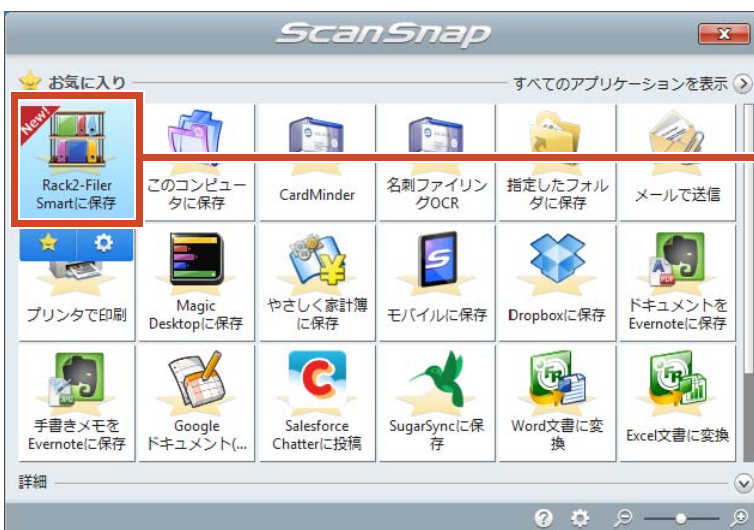 ScanSnap
お気に入り
すべてのアプリケーションを表示
New!
Rack2-Filer
Smartに保存
このコンピュー
タに保存
CardMinder
名刺ファイリン
グOCR
指定したフォル
ダに保存
メールで送信
プリンタで印刷
Magic
Desktopに保存
やさしく家計簿
に保存
モバイルに保存
Dropboxに保存
ドキュメントを
Evernoteに保存
手書きメモを
Evernoteに保存
Google
ドキュメント(...
Salesforce
Chatterに投稿
SugarSyncに保
存
Word文書に変
換
Excel文書に変換
詳細